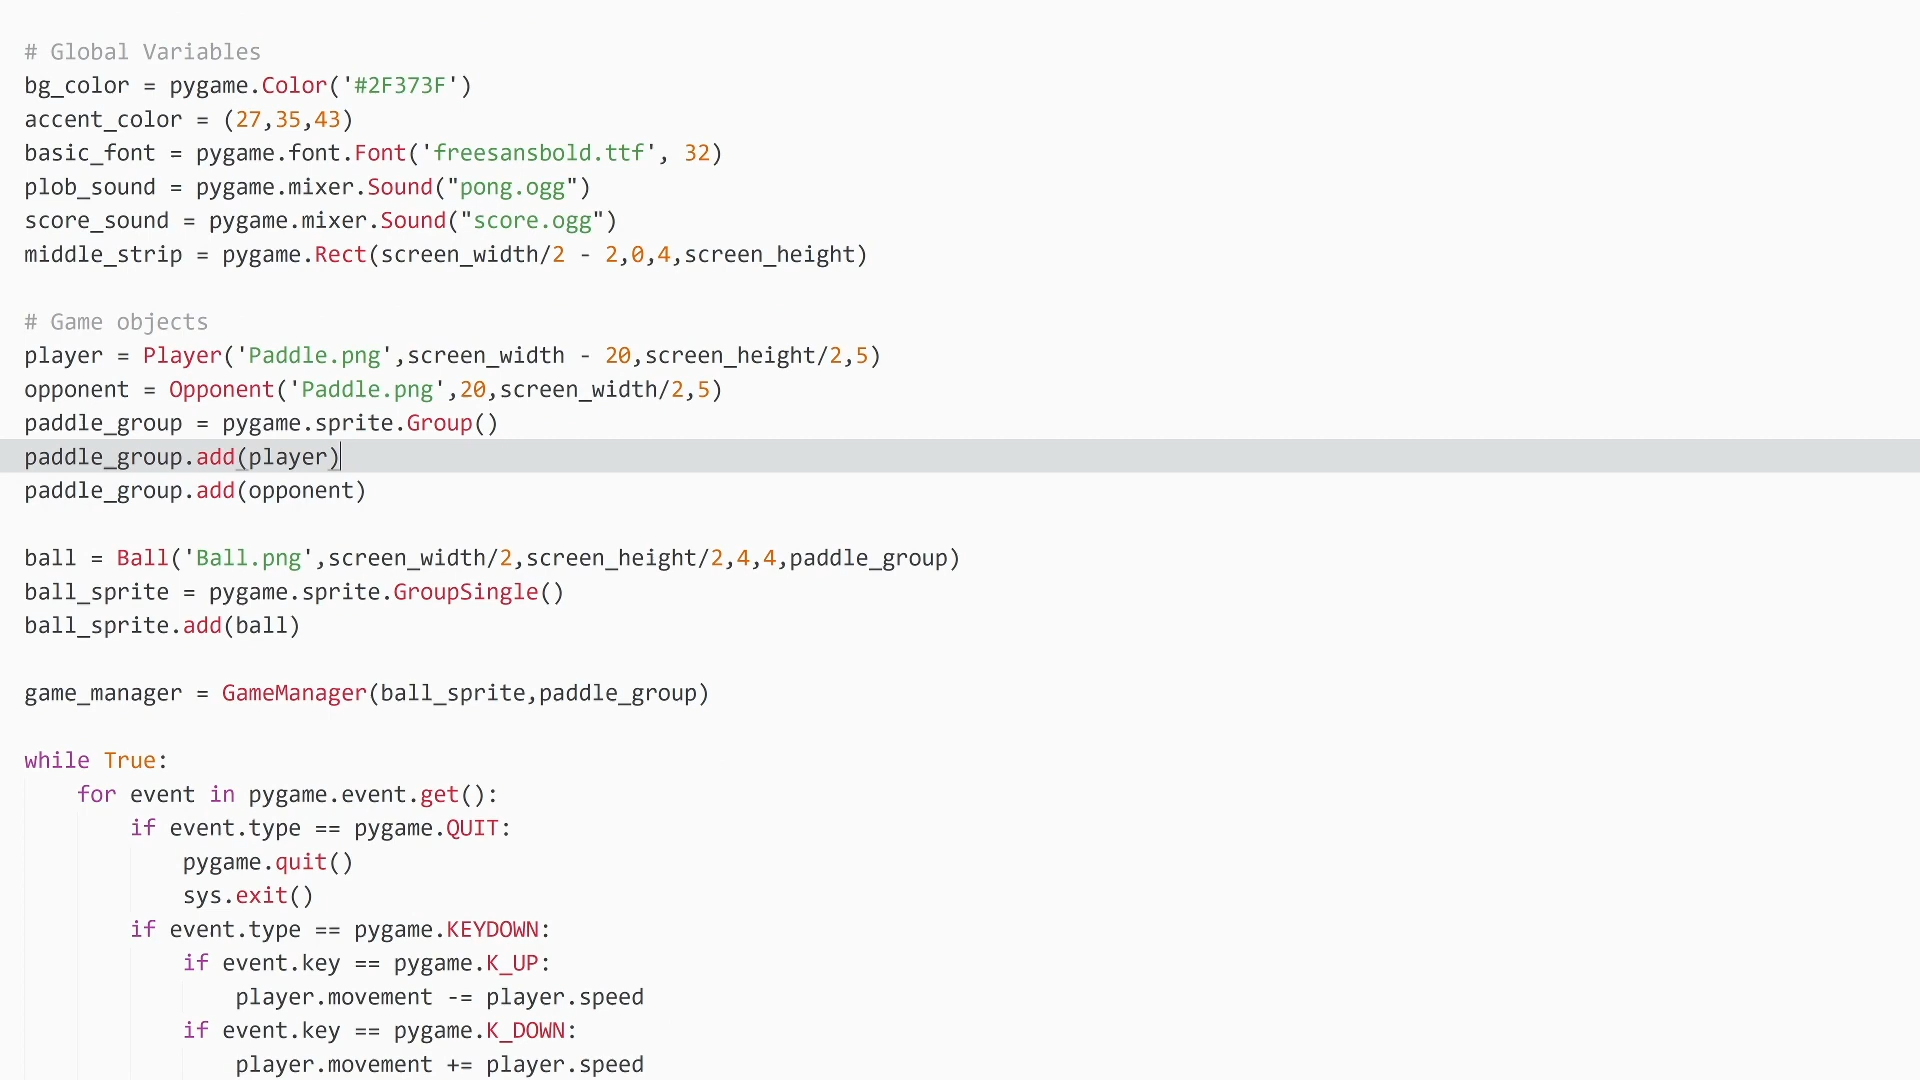 # Global Variables
bg_color = pygame.Color('#2F373F')
accent_color = (27,35,43)
basic_font = pygame.font.Font('freesansbold.ttf', 32)
plob_sound = pygame.mixer.Sound("pong.ogg")
score_sound = pygame.mixer.Sound("score.ogg")
middle_strip = pygame.Rect(screen_width/2 - 2,0,4,screen_height)

# Game objects
player = Player('Paddle.png',screen_width - 20,screen_height/2,5)
opponent = Opponent('Paddle.png',20,screen_width/2,5)
paddle_group = pygame.sprite.Group()
paddle_group.add(player)
paddle_group.add(opponent)

ball = Ball('Ball.png',screen_width/2,screen_height/2,4,4,paddle_group)
ball_sprite = pygame.sprite.GroupSingle()
ball_sprite.add(ball)

game_manager = GameManager(ball_sprite,paddle_group)

while True:
    for event in pygame.event.get():
        if event.type == pygame.QUIT:
            pygame.quit()
            sys.exit()
        if event.type == pygame.KEYDOWN:
            if event.key == pygame.K_UP:
                player.movement -= player.speed
            if event.key == pygame.K_DOWN:
                player.movement += player.speed